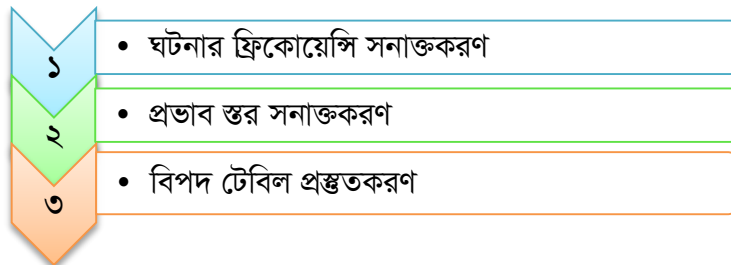 ১
• ঘটনার ফ্রিকোয়েন্সি সনাক্তকরণ
২
• প্রভাব স্তর সনাক্তকরণ
৩
• বিপদ টেবিল প্রস্তুতকরণ